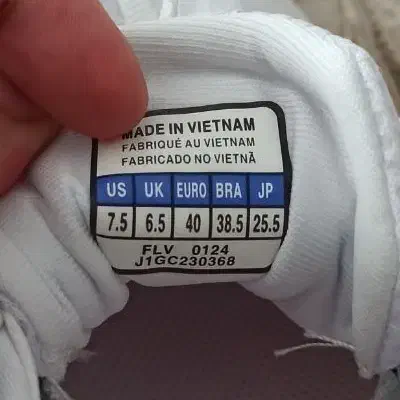 MADE IN VIETNAM
FABRIQUÉ AU VIETNAM
FABRICADO NO VIETNÃ
US UK EURO BRA JP
7.5 6.5 40 38.5 25.5
FLV 0124
J1GC230368